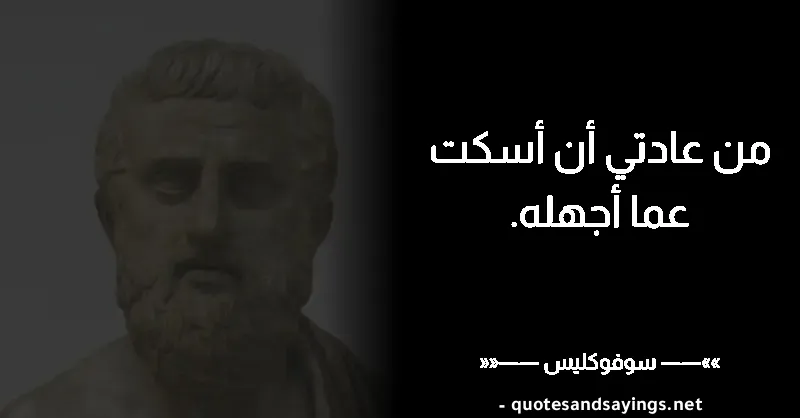 من عادتي أن أسكت
عما أجهله.
»—— سوفوكليس ——««
- quotesandsayings.net